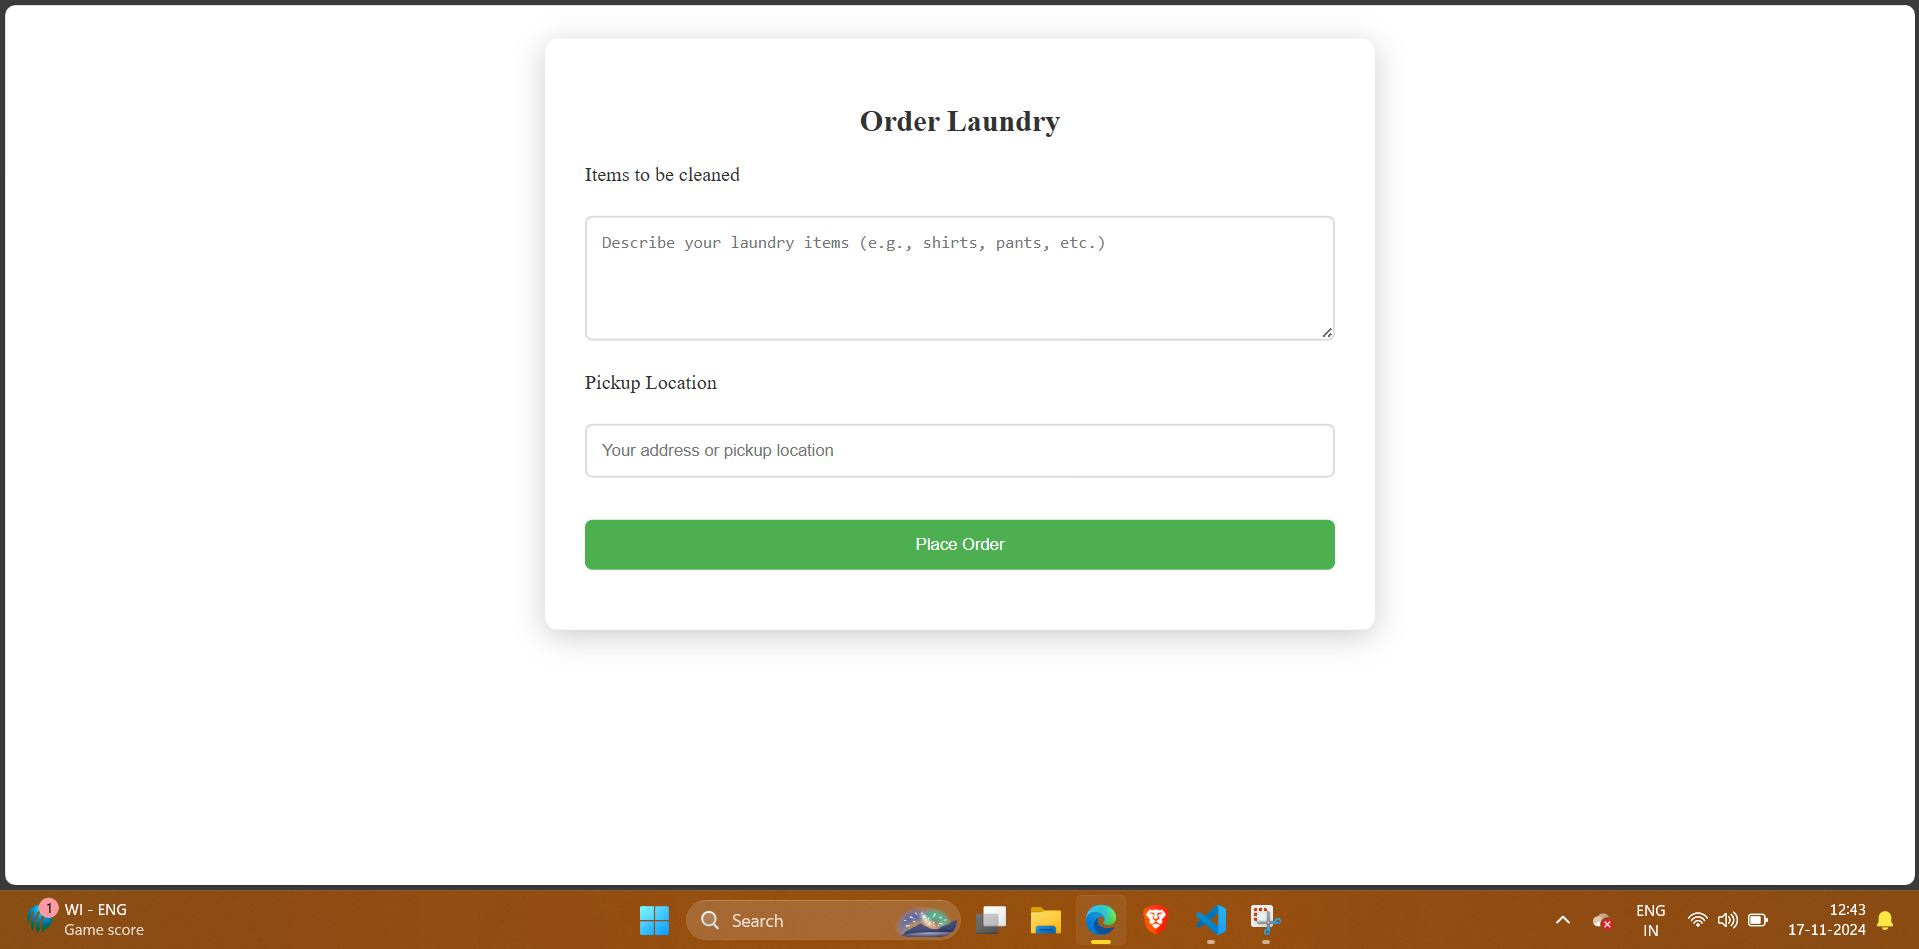 Order Laundry
Items to be cleaned
Describe your laundry items (e.g., shirts, pants, etc.)
Pickup Location
Your address or pickup location
Place Order
1
WI - ENG
Game score
Search
ENG
IN
12:43
17-11-2024